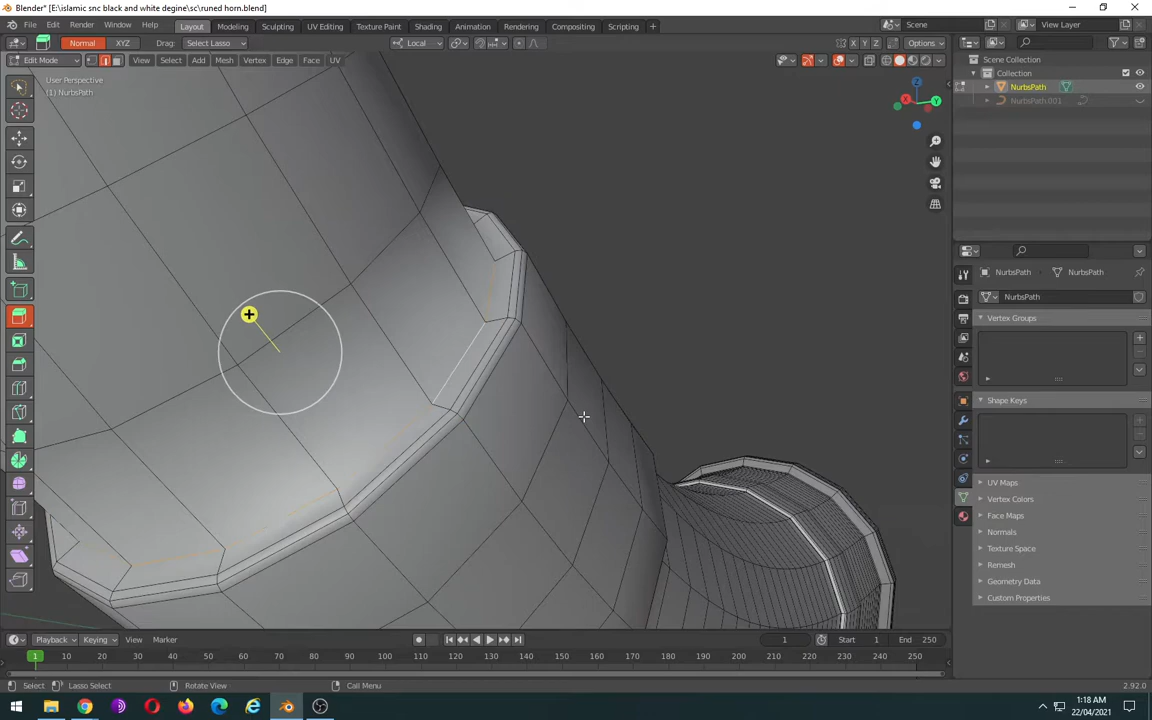 Blender* [E:\islamic snc black and white degine\sc\runed horn.blend]
File Edit Render Window Help Layout Modeling Sculpting UV Editing Texture Paint Shading Animation Rendering Compositing Scripting + Scene View Layer
Normal XYZ Drag: Select Lasso Local X Y Z Options
Edit Mode View Select Add Mesh Vertex Edge Face UV
User Perspective
(1) NurbsPath
Scene Collection
Collection
NurbsPath
NurbsPath.001
Z
X Y
NurbsPath NurbsPath
NurbsPath
Vertex Groups
Shape Keys
UV Maps
Vertex Colors
Face Maps
Normals
Texture Space
Remesh
Geometry Data
Custom Properties
Playback Keying View Marker 1 Start 1 End 250
1 10 20 30 40 50 60 70 80 90 100 110 120 130 140 150 160 170 180 190 200 210 220 230 240 250
Select Lasso Select Rotate View Call Menu 2.92.0
1:18 AM
22/04/2021